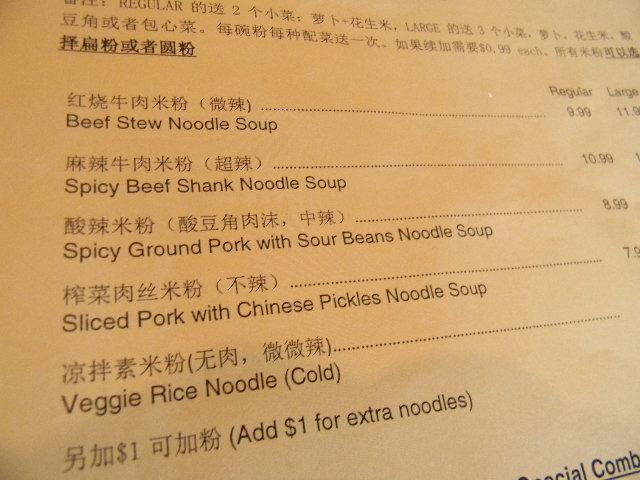 备注: REGULAR 的送 2 个小菜: 萝卜+花生米, LARGE 的送 3 个小菜, 萝卜, 花生米, 酸
豆角或者包心菜。每碗粉每种配菜送一次。如果续加需要$0.99 each。所有米粉可以选
择扁粉或者圆粉
Regular Large
红烧牛肉米粉 (微辣) 9.99 11.9
Beef Stew Noodle Soup
麻辣牛肉米粉 (超辣) 10.99 1
Spicy Beef Shank Noodle Soup
酸辣米粉 (酸豆角肉沫, 中辣) 8.99
Spicy Ground Pork with Sour Beans Noodle Soup
榨菜肉丝米粉 (不辣) 7.9
Sliced Pork with Chinese Pickles Noodle Soup
凉拌素米粉(无肉, 微微辣)
Veggie Rice Noodle (Cold)
另加$1 可加粉 (Add $1 for extra noodles)
Special Comb